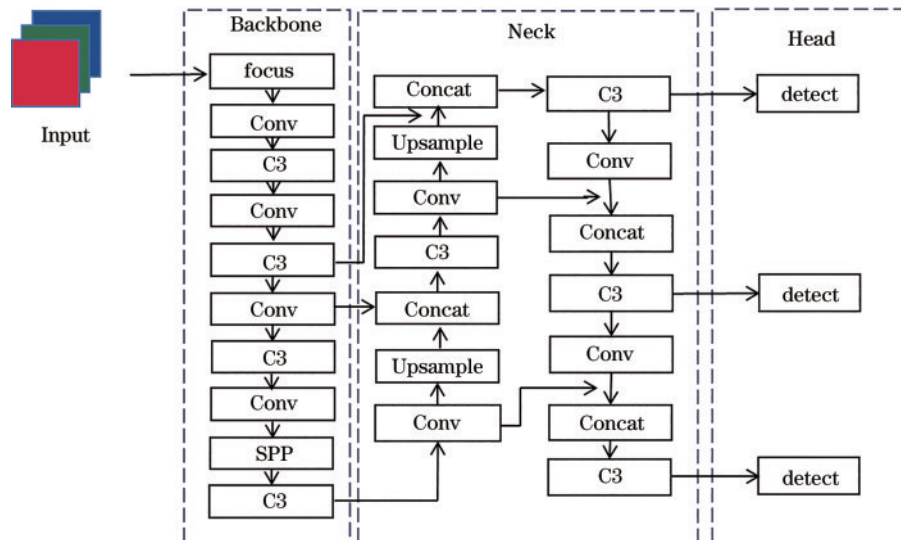 Backbone
Neck
Head
Input
focus
Conv
C3
Conv
C3
Conv
C3
Conv
SPP
C3
Concat
Upsample
Conv
C3
Concat
Upsample
Conv
C3
Conv
Concat
C3
Conv
Concat
C3
detect
detect
detect